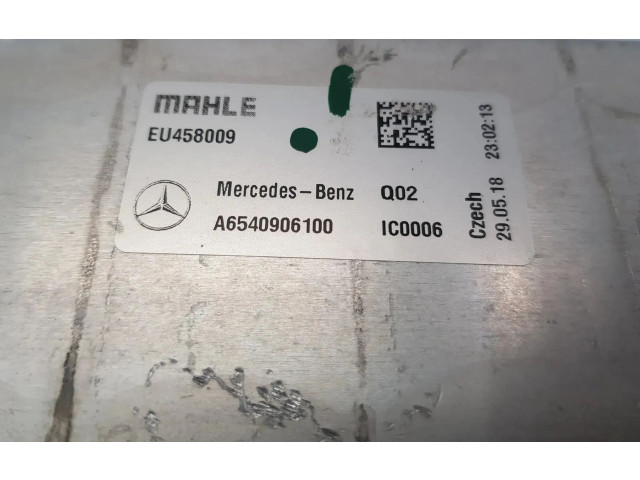 MAHLE
EU458009
Mercedes-Benz Q02
A6540906100 IC0006
Czech
29.05.18 23:02:13